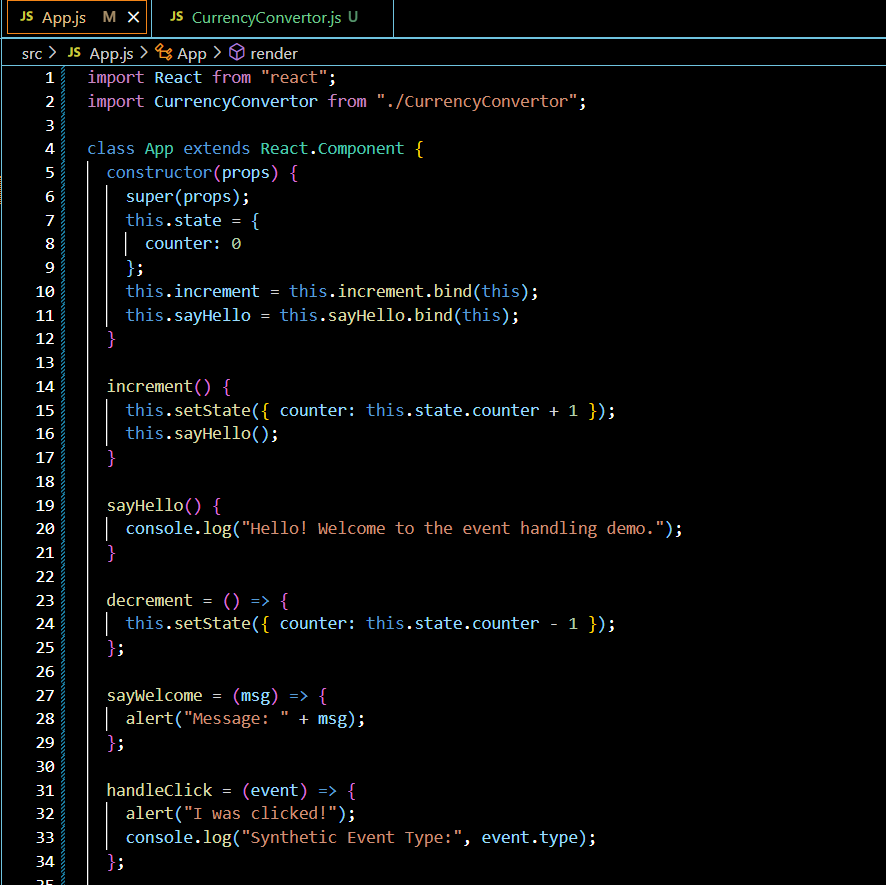 JS App.js M ×
JS CurrencyConvertor.js U
src > JS App.js > App > render
1 import React from "react";
2 import CurrencyConvertor from "./CurrencyConvertor";
3
4 class App extends React.Component {
5 constructor(props) {
6 super(props);
7 this.state = {
8 counter: 0
9 };
10 this.increment = this.increment.bind(this);
11 this.sayHello = this.sayHello.bind(this);
12 }
13
14 increment() {
15 this.setState({ counter: this.state.counter + 1 });
16 this.sayHello();
17 }
18
19 sayHello() {
20 console.log("Hello! Welcome to the event handling demo.");
21 }
22
23 decrement = () => {
24 this.setState({ counter: this.state.counter - 1 });
25 };
26
27 sayWelcome = (msg) => {
28 alert("Message: " + msg);
29 };
30
31 handleClick = (event) => {
32 alert("I was clicked!");
33 console.log("Synthetic Event Type:", event.type);
34 };
35